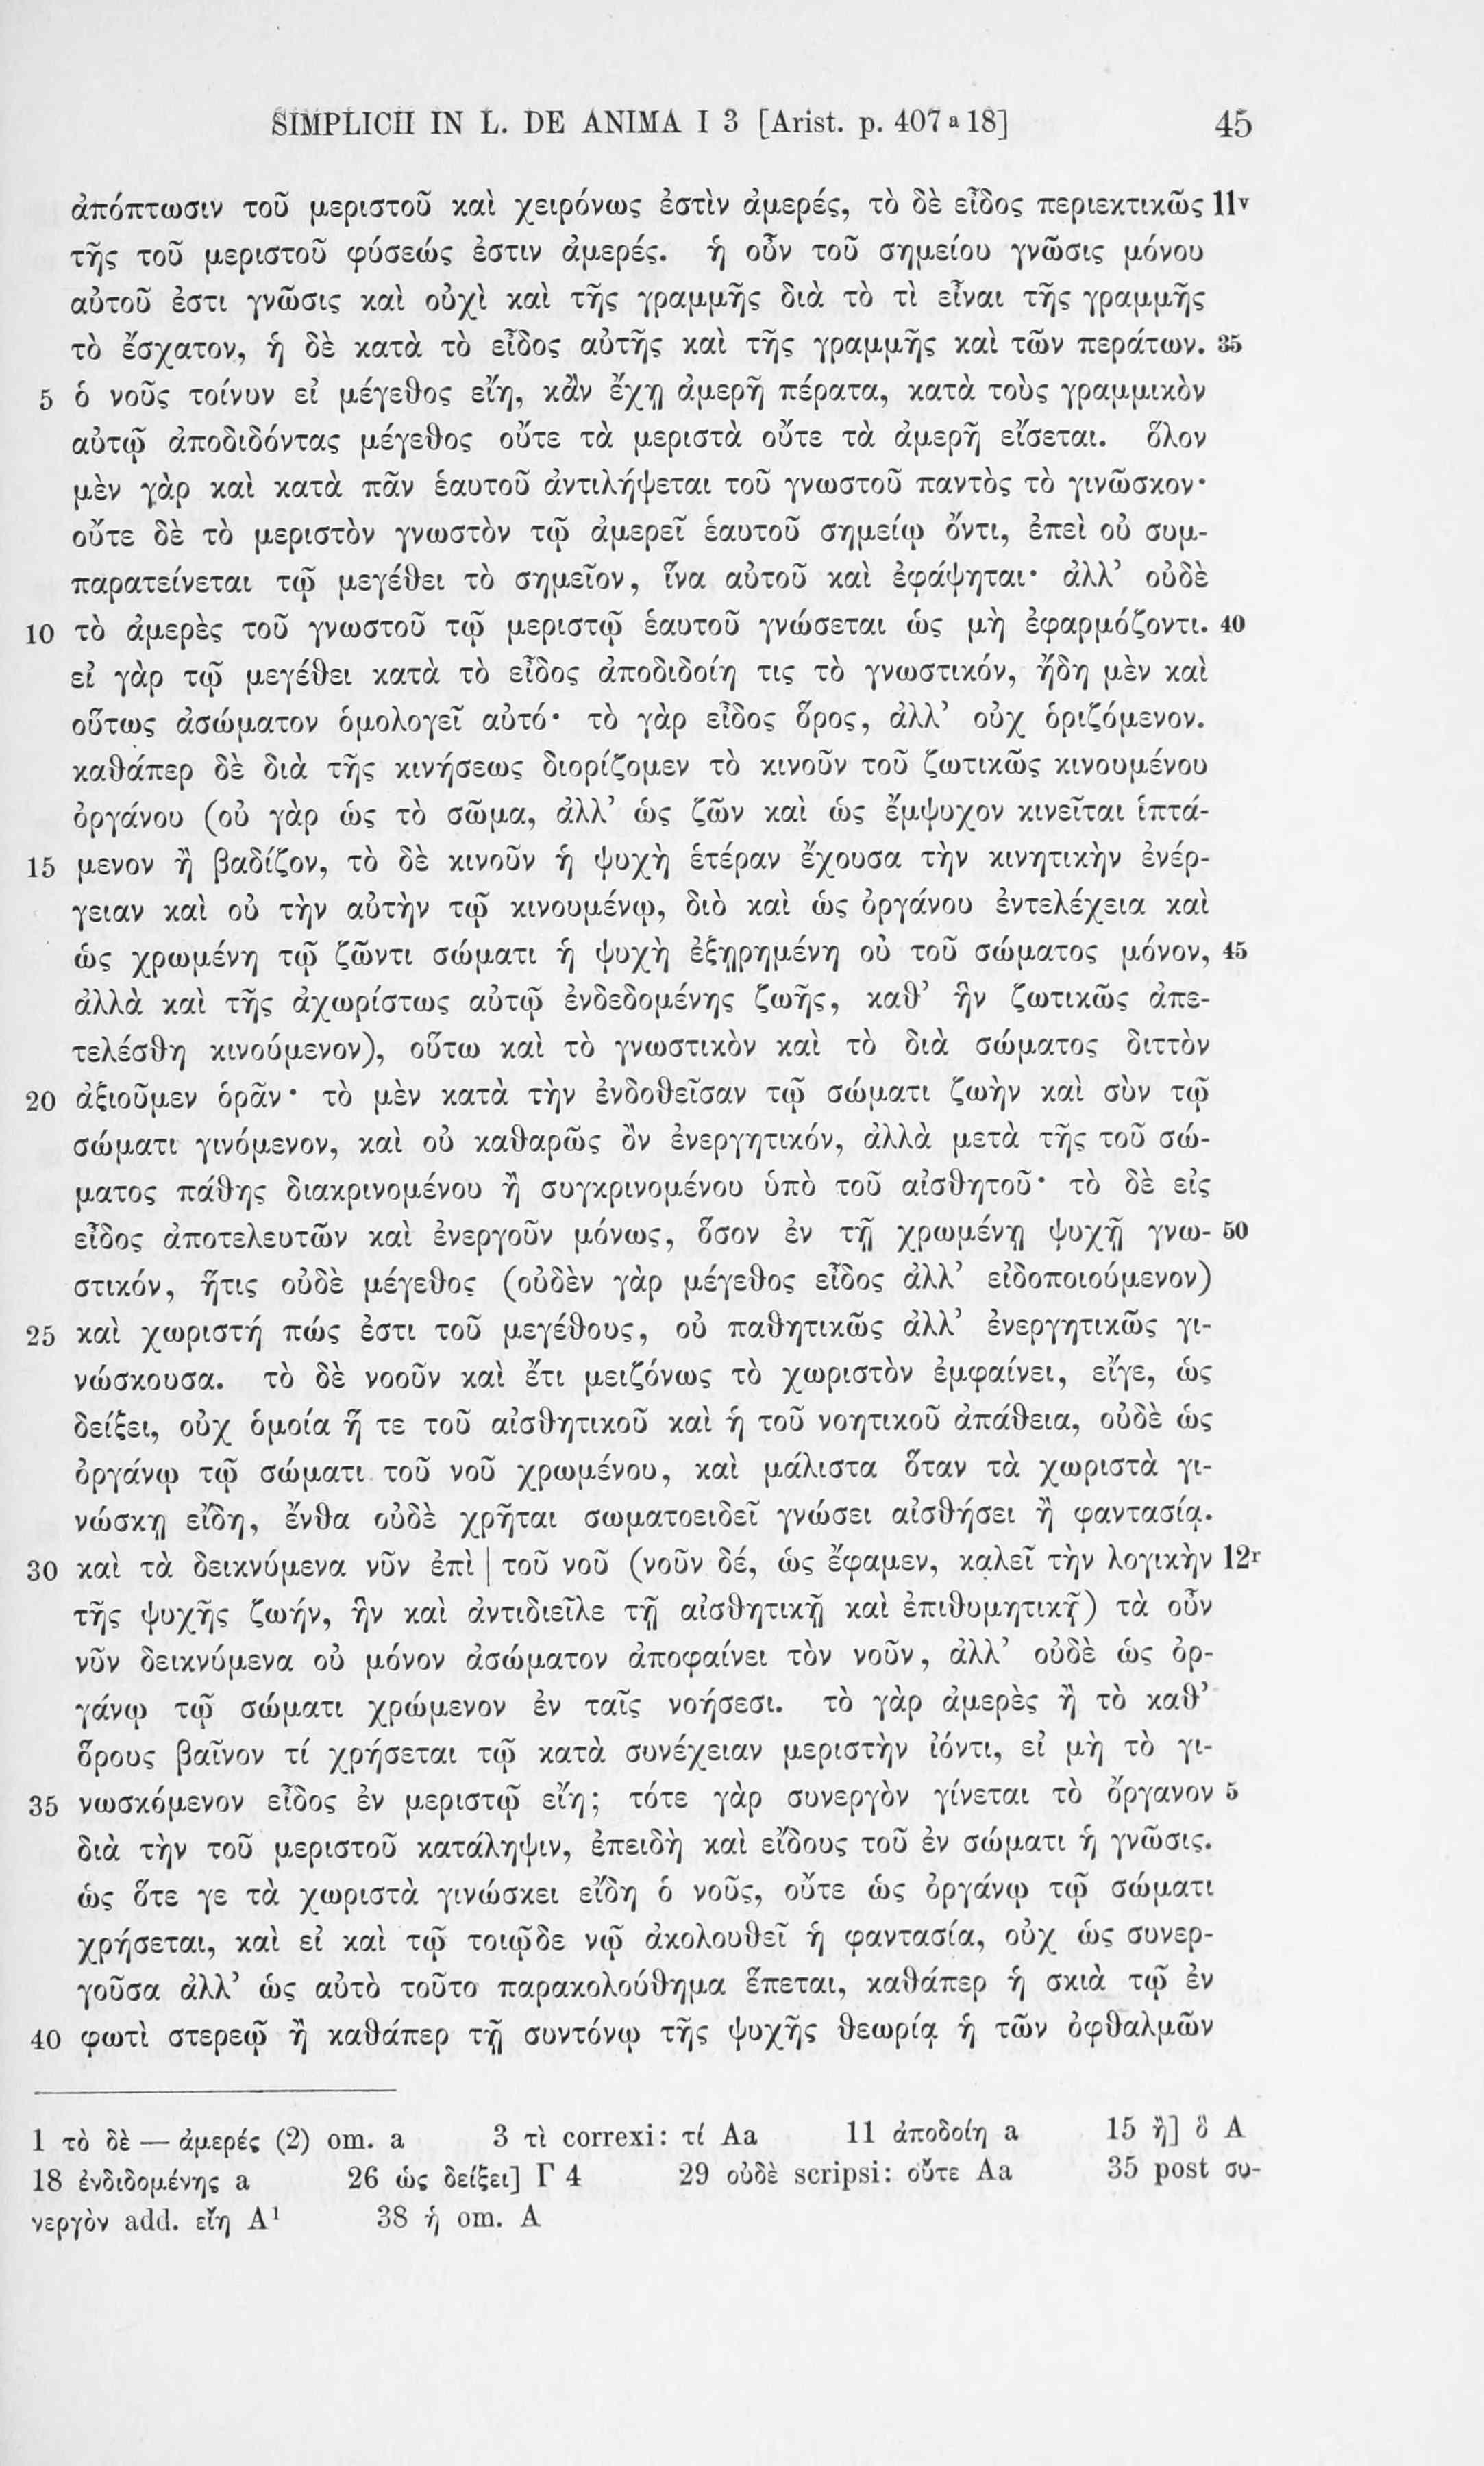 SIMPLICII IN L. DE ANIMA I 3 [Arist. p. 407 a 18] 45
ἀπόπτωσιν τοῦ μεριστοῦ καὶ χειρόνως ἐστὶν ἀμερές, τὸ δὲ εἶδος περιεκτικῶς 11v
τῆς τοῦ μεριστοῦ φύσεώς ἐστιν ἀμερές. ἡ οὖν τοῦ σημείου γνῶσις μόνου
αὐτοῦ ἐστι γνῶσις καὶ οὐχὶ καὶ τῆς γραμμῆς διὰ τὸ τὶ εἶναι τῆς γραμμῆς
τὸ ἔσχατον, ἡ δὲ κατὰ τὸ εἶδος αὐτῆς καὶ τῆς γραμμῆς καὶ τῶν περάτων. 35
5 ὁ νοῦς τοίνυν εἰ μέγεθος εἴη, κἂν ἔχῃ ἀμερῆ πέρατα, κατὰ τοὺς γραμμικὸν
αὐτῷ ἀποδιδόντας μέγεθος οὔτε τὰ μεριστὰ οὔτε τὰ ἀμερῆ εἴσεται. ὅλον
μὲν γὰρ καὶ κατὰ πᾶν ἑαυτοῦ ἀντιλήψεται τοῦ γνωστοῦ παντὸς τὸ γινῶσκον·
οὔτε δὲ τὸ μεριστὸν γνωστὸν τῷ ἀμερεῖ ἑαυτοῦ σημείῳ ὄντι, ἐπεὶ οὐ συμ-
παρατείνεται τῷ μεγέθει τὸ σημεῖον, ἵνα αὐτοῦ καὶ ἐφάψηται· ἀλλ’ οὐδὲ
10 τὸ ἀμερὲς τοῦ γνωστοῦ τῷ μεριστῷ ἑαυτοῦ γνώσεται ὡς μὴ ἐφαρμόζοντι. 40
εἰ γὰρ τῷ μεγέθει κατὰ τὸ εἶδος ἀποδιδοίη τις τὸ γνωστικόν, ἤδη μὲν καὶ
οὕτως ἀσώματον ὁμολογεῖ αὐτό· τὸ γὰρ εἶδος ὅρος, ἀλλ’ οὐχ ὁριζόμενον.
καθάπερ δὲ διὰ τῆς κινήσεως διορίζομεν τὸ κινοῦν τοῦ ζωτικῶς κινουμένου
ὀργάνου (οὐ γὰρ ὡς τὸ σῶμα, ἀλλ’ ὡς ζῶν καὶ ὡς ἔμψυχον κινεῖται ἱπτά-
15 μενον ἢ βαδίζον, τὸ δὲ κινοῦν ἡ ψυχὴ ἑτέραν ἔχουσα τὴν κινητικὴν ἐνέρ-
γειαν καὶ οὐ τὴν αὐτὴν τῷ κινουμένῳ, διὸ καὶ ὡς ὀργάνου ἐντελέχεια καὶ
ὡς χρωμένη τῷ ζῶντι σώματι ἡ ψυχὴ ἐξῃρημένη οὐ τοῦ σώματος μόνον, 45
ἀλλὰ καὶ τῆς ἀχωρίστως αὐτῷ ἐνδεδομένης ζωῆς, καθ’ ἣν ζωτικῶς ἀπε-
τελέσθη κινούμενον), οὕτω καὶ τὸ γνωστικὸν καὶ τὸ διὰ σώματος διττὸν
20 ἀξιοῦμεν ὁρᾶν· τὸ μὲν κατὰ τὴν ἐνδοθεῖσαν τῷ σώματι ζωὴν καὶ σὺν τῷ
σώματι γινόμενον, καὶ οὐ καθαρῶς ὂν ἐνεργητικόν, ἀλλὰ μετὰ τῆς τοῦ σώ-
ματος πάθης διακρινομένου ἢ συγκρινομένου ὑπὸ τοῦ αἰσθητοῦ· τὸ δὲ εἰς
εἶδος ἀποτελευτῶν καὶ ἐνεργοῦν μόνως, ὅσον ἐν τῇ χρωμένῃ ψυχῇ γνω- 50
στικόν, ἥτις οὐδὲ μέγεθος (οὐδὲν γὰρ μέγεθος εἶδος ἀλλ’ εἰδοποιούμενον)
25 καὶ χωριστή πώς ἐστι τοῦ μεγέθους, οὐ παθητικῶς ἀλλ’ ἐνεργητικῶς γι-
νώσκουσα. τὸ δὲ νοοῦν καὶ ἔτι μειζόνως τὸ χωριστὸν ἐμφαίνει, εἴγε, ὡς
δείξει, οὐχ ὁμοία ἥ τε τοῦ αἰσθητικοῦ καὶ ἡ τοῦ νοητικοῦ ἀπάθεια, οὐδὲ ὡς
ὀργάνῳ τῷ σώματι τοῦ νοῦ χρωμένου, καὶ μάλιστα ὅταν τὰ χωριστὰ γι-
νώσκῃ εἴδη, ἔνθα οὐδὲ χρῆται σωματοειδεῖ γνώσει αἰσθήσει ἢ φαντασίᾳ.
30 καὶ τὰ δεικνύμενα νῦν ἐπὶ | τοῦ νοῦ (νοῦν δέ, ὡς ἔφαμεν, καλεῖ τὴν λογικὴν 12r
τῆς ψυχῆς ζωήν, ἣν καὶ ἀντιδιεῖλε τῇ αἰσθητικῇ καὶ ἐπιθυμητικῇ) τὰ οὖν
νῦν δεικνύμενα οὐ μόνον ἀσώματον ἀποφαίνει τὸν νοῦν, ἀλλ’ οὐδὲ ὡς ὀρ-
γάνῳ τῷ σώματι χρώμενον ἐν ταῖς νοήσεσι. τὸ γὰρ ἀμερὲς ἢ τὸ καθ’
ὅρους βαῖνον τί χρήσεται τῷ κατὰ συνέχειαν μεριστὴν ἰόντι, εἰ μὴ τὸ γι-
35 νωσκόμενον εἶδος ἐν μεριστῷ εἴη; τότε γὰρ συνεργὸν γίνεται τὸ ὄργανον 5
διὰ τὴν τοῦ μεριστοῦ κατάληψιν, ἐπειδὴ καὶ εἴδους τοῦ ἐν σώματι ἡ γνῶσις.
ὡς ὅτε γε τὰ χωριστὰ γινώσκει εἴδη ὁ νοῦς, οὔτε ὡς ὀργάνῳ τῷ σώματι
χρήσεται, καὶ εἰ καὶ τῷ τοιῷδε νῷ ἀκολουθεῖ ἡ φαντασία, οὐχ ὡς συνερ-
γοῦσα ἀλλ’ ὡς αὐτὸ τοῦτο παρακολούθημα ἕπεται, καθάπερ ἡ σκιὰ τῷ ἐν
40 φωτὶ στερεῷ ἢ καθάπερ τῇ συντόνῳ τῆς ψυχῆς θεωρίᾳ ἡ τῶν ὀφθαλμῶν
1 τὸ δὲ — ἀμερές (2) om. a 3 τὶ correxi: τί Aa 11 ἀποδοίη a 15 ἢ] ὃ A
18 ἐνδιδομένης a 26 ὡς δείξει] Γ 4 29 οὐδὲ scripsi: οὔτε Aa 35 post συ-
νεργὸν add. εἴη A¹ 38 ἡ om. A